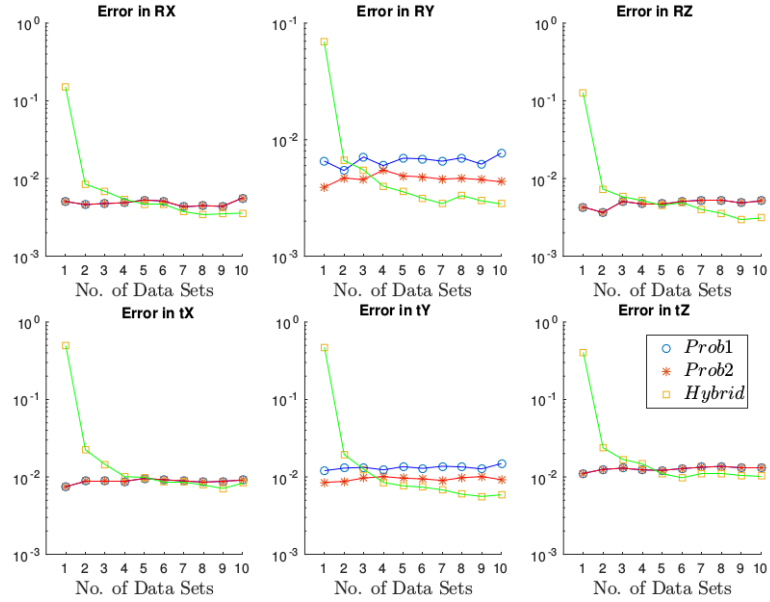 Error in RX
10^0
10^-1
10^-2
10^-3
1 2 3 4 5 6 7 8 9 10
No. of Data Sets
Error in RY
10^-1
10^-2
10^-3
1 2 3 4 5 6 7 8 9 10
No. of Data Sets
Error in RZ
10^0
10^-1
10^-2
10^-3
1 2 3 4 5 6 7 8 9 10
No. of Data Sets
Error in tX
10^0
10^-1
10^-2
10^-3
1 2 3 4 5 6 7 8 9 10
No. of Data Sets
Error in tY
10^0
10^-1
10^-2
10^-3
1 2 3 4 5 6 7 8 9 10
No. of Data Sets
Error in tZ
10^0
10^-1
10^-2
10^-3
1 2 3 4 5 6 7 8 9 10
No. of Data Sets
Prob1
Prob2
Hybrid